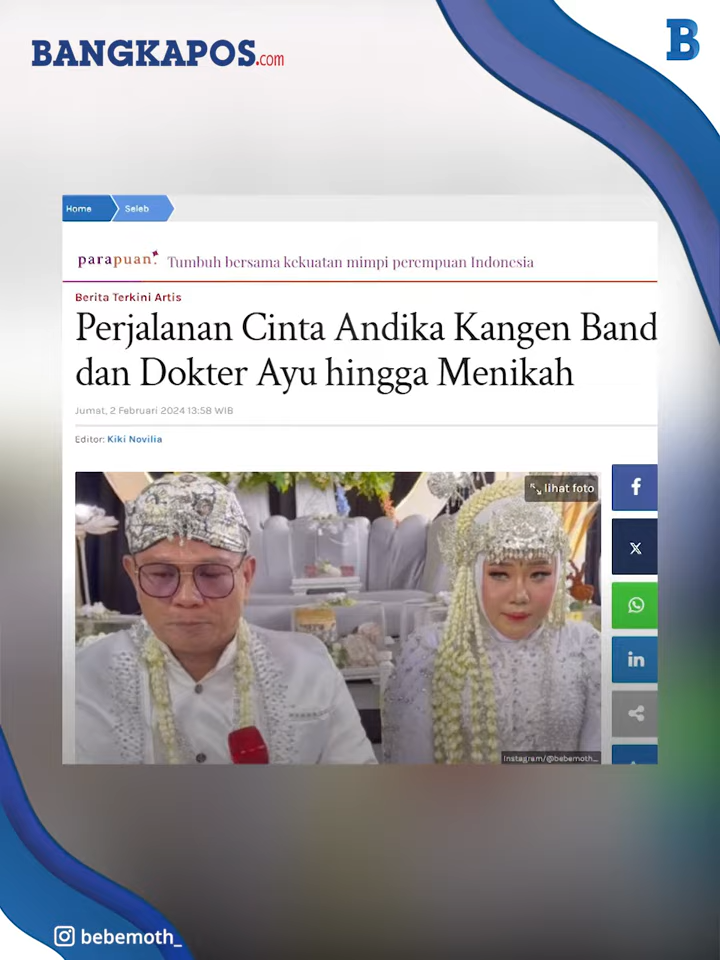 BANGKAPOS.com
B
Home
Seleb
parapuan.
Tumbuh bersama kekuatan mimpi perempuan Indonesia
Berita Terkini Artis
Perjalanan Cinta Andika Kangen Band
dan Dokter Ayu hingga Menikah
Jumat, 2 Februari 2024 13:58 WIB
Editor: Kiki Novilia
lihat foto
f
X
in
Instagram/@bebemoth_
bebemoth_